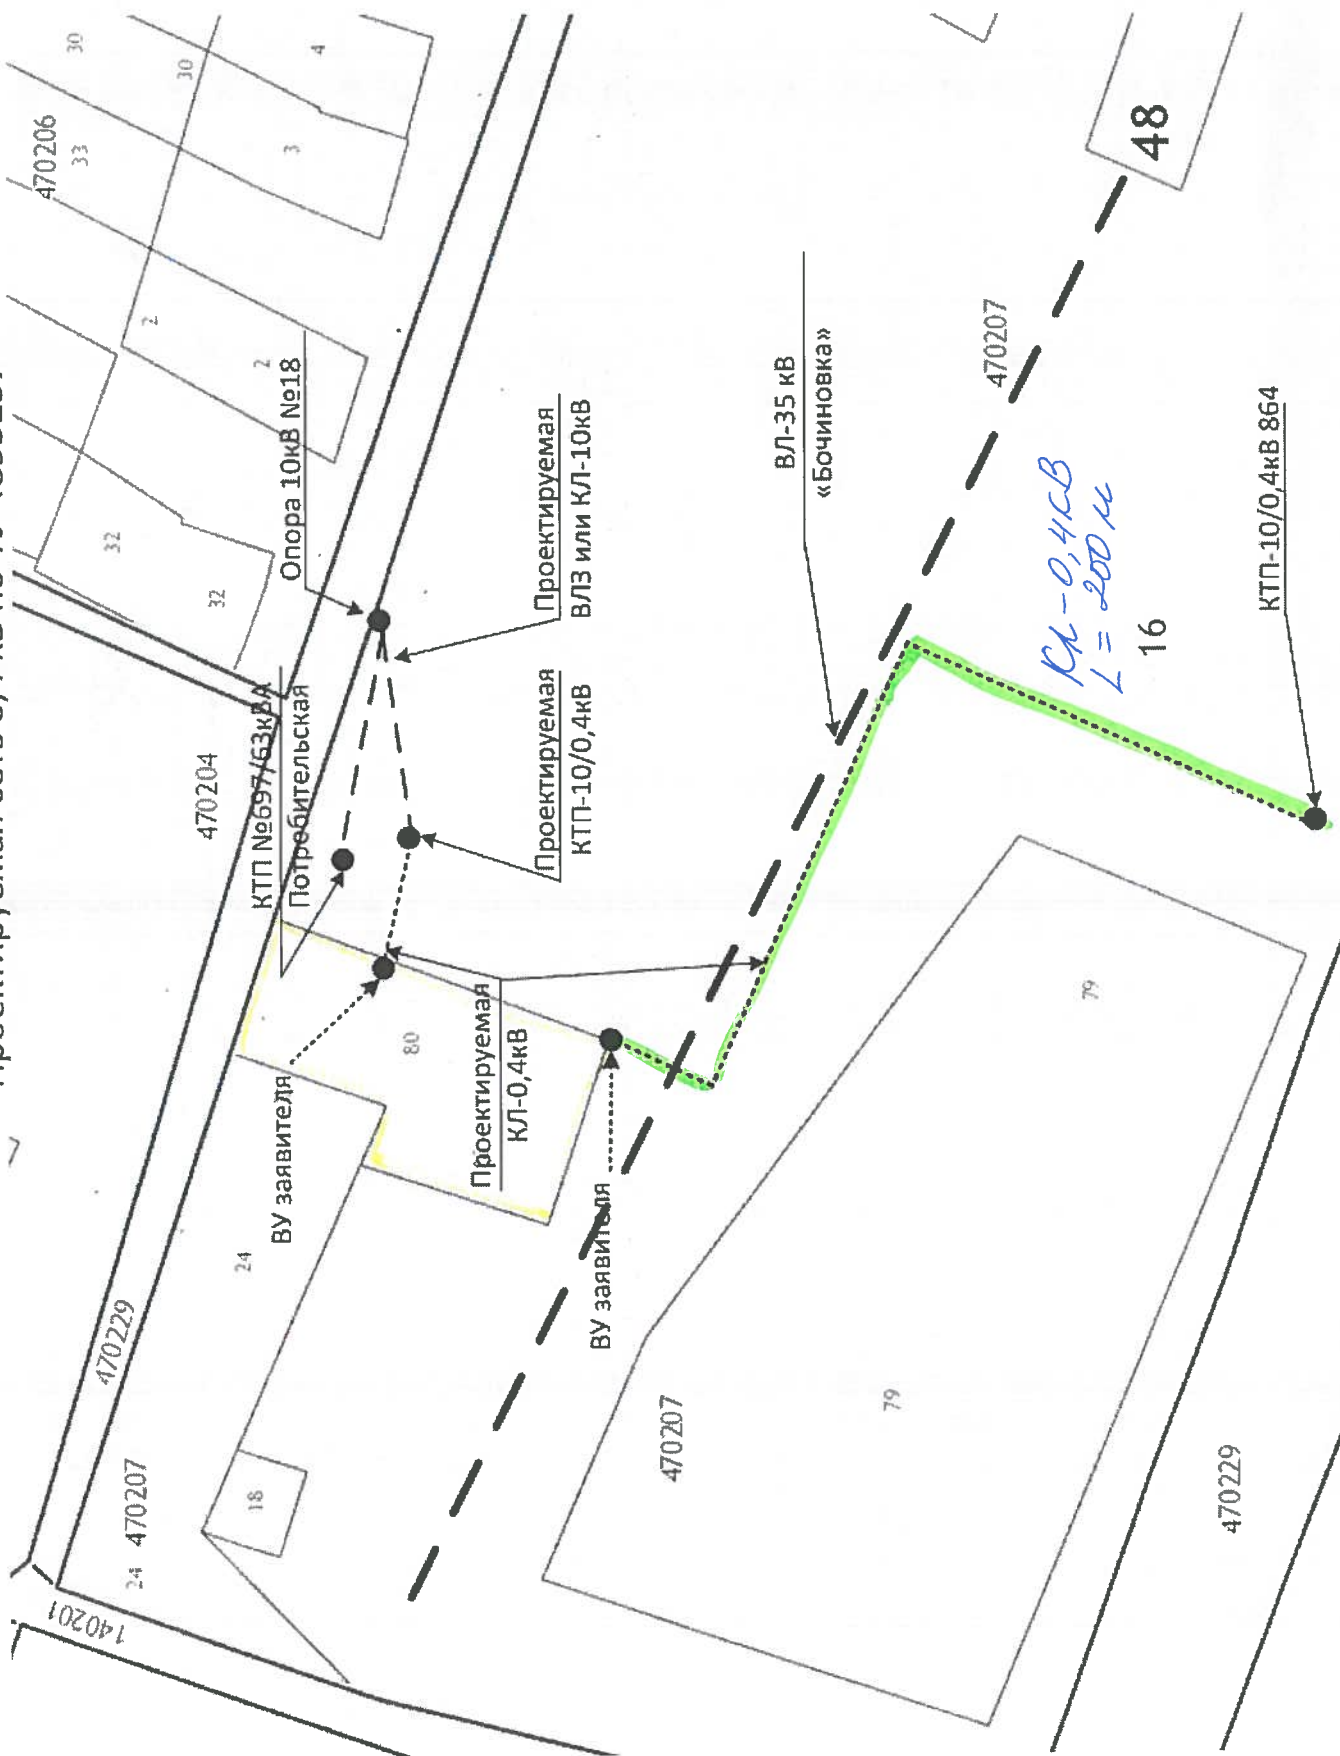 470206
33
30
30
4
3
2
2
32
32
470204
Опора 10кВ №18
КТП №697/63кВА
Потребительская
Проектируемая
ВЛЗ или КЛ-10кВ
Проектируемая
КТП-10/0,4кВ
ВУ заявителя
80
Проектируемая
КЛ-0,4кВ
ВУ заявителя
470229
24
24
470207
18
140201
ВЛ-35 кВ
«Бочиновка»
470207
48
КЛ-0,4кВ
L = 200 м
16
КТП-10/0,4кВ 864
79
79
470207
470229